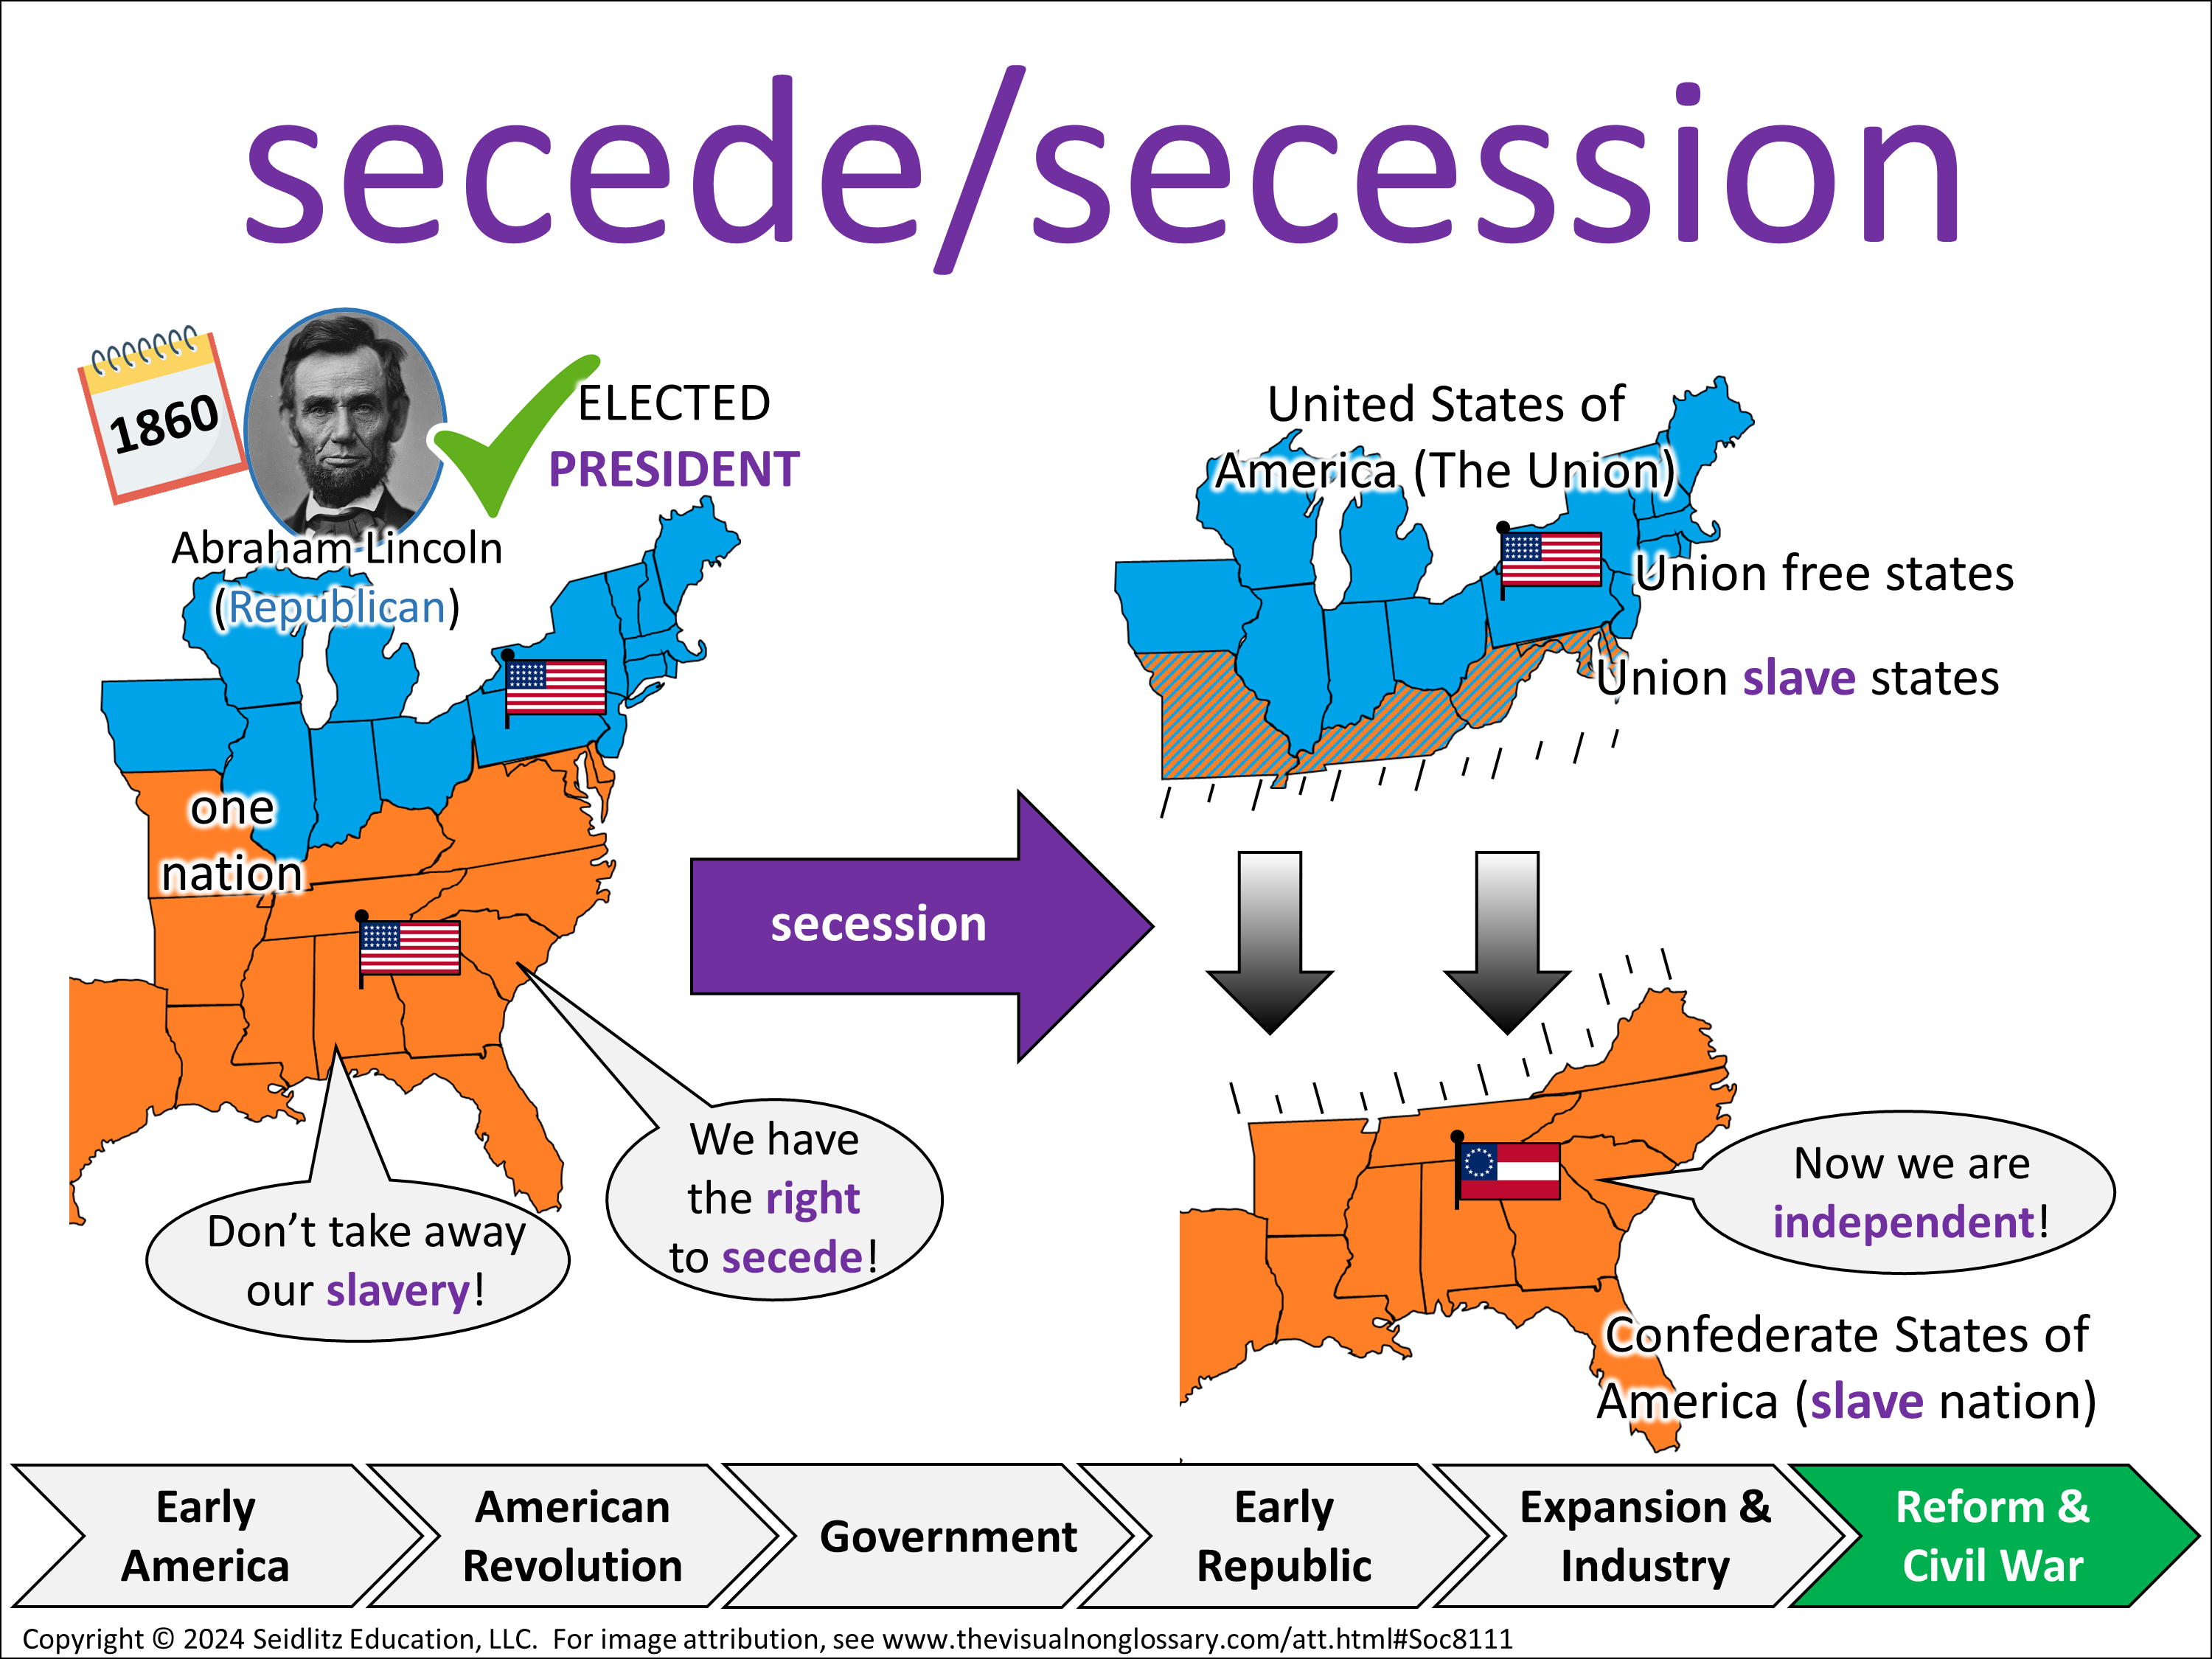 secede/secession
1860
ELECTED
PRESIDENT
Abraham Lincoln
(Republican)
one
nation
Don't take away
our slavery!
We have
the right
to secede!
secession
United States of
America (The Union)
Union free states
Union slave states
Now we are
independent!
Confederate States of
America (slave nation)
Early
America
American
Revolution
Government
Early
Republic
Expansion &
Industry
Reform &
Civil War
Copyright © 2024 Seidlitz Education, LLC.  For image attribution, see www.thevisualnonglossary.com/att.html#Soc8111